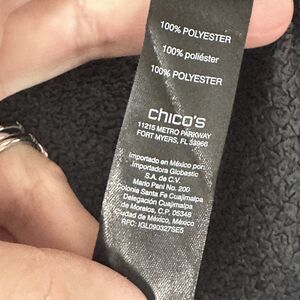 100% POLYESTER
100% poliéster
100% POLYESTER
chico's
11215 METRO PARKWAY
FORT MYERS, FL 33966
Importado en México por:
Importadora Globastic
S.A. de C.V.
Mario Pani No. 200
Colonia Santa Fe Cuajimalpa
Delegación Cuajimalpa
de Morelos, C.P. 05348
Ciudad de México, México
RFC: IGL090327SE5